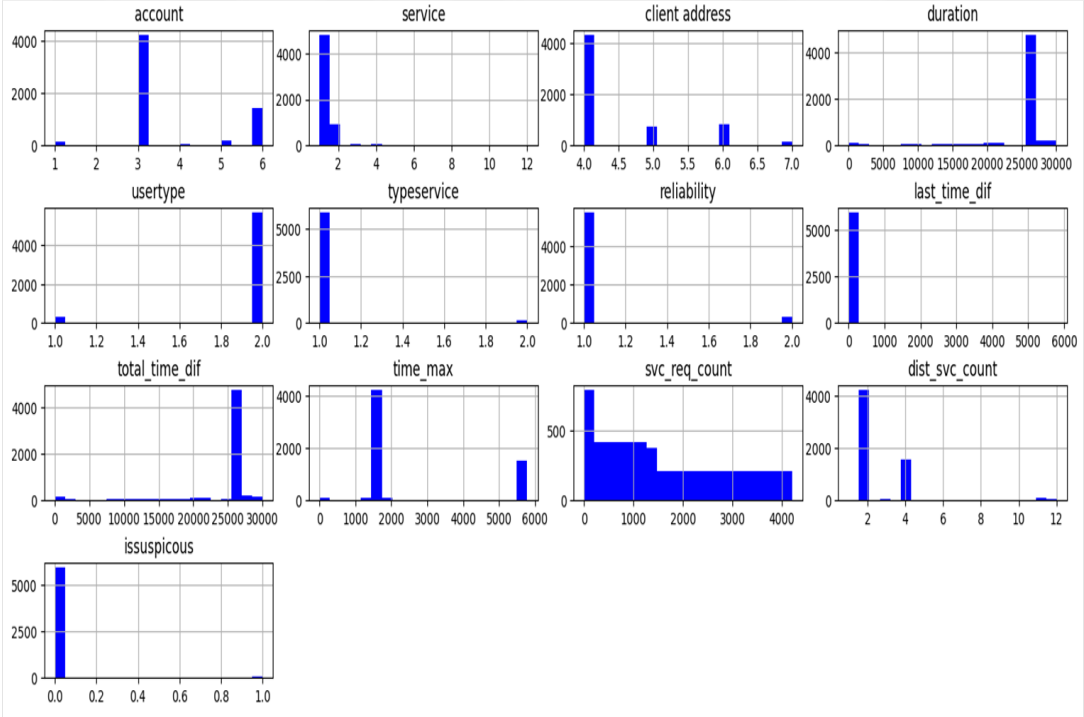 account service client address duration
4000 4000 4000 4000
2000 2000 2000 2000
0 0 0 0
1 2 3 4 5 6 2 4 6 8 10 12 4.0 4.5 5.0 5.5 6.0 6.5 7.0 0 5000 10000 15000 20000 25000 30000
usertype typeservice reliability last_time_dif
4000 5000 4000 5000
2000 2500 2000 2500
0 0 0 0
1.0 1.2 1.4 1.6 1.8 2.0 1.0 1.2 1.4 1.6 1.8 2.0 1.0 1.2 1.4 1.6 1.8 2.0 0 1000 2000 3000 4000 5000 6000
total_time_dif time_max svc_req_count dist_svc_count
4000 4000 500 4000
2000 2000 2000
0 0 0 0
0 5000 10000 15000 20000 25000 30000 0 1000 2000 3000 4000 5000 6000 0 1000 2000 3000 4000 2 4 6 8 10 12
issuspicous
5000
2500
0
0.0 0.2 0.4 0.6 0.8 1.0